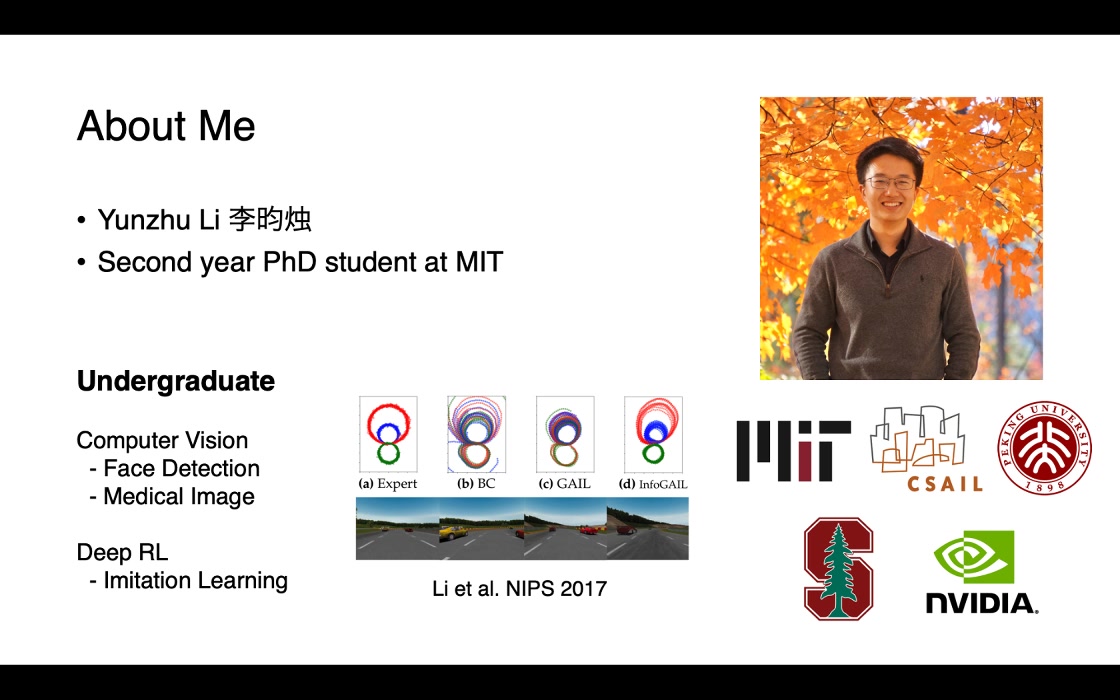 About Me
• Yunzhu Li 李昀烛
• Second year PhD student at MIT
Undergraduate
Computer Vision
- Face Detection
- Medical Image
Deep RL
- Imitation Learning
(a) Expert
(b) BC
(c) GAIL
(d) InfoGAIL
Li et al. NIPS 2017
MIT
CSAIL
PEKING UNIVERSITY
1898
S
NVIDIA.